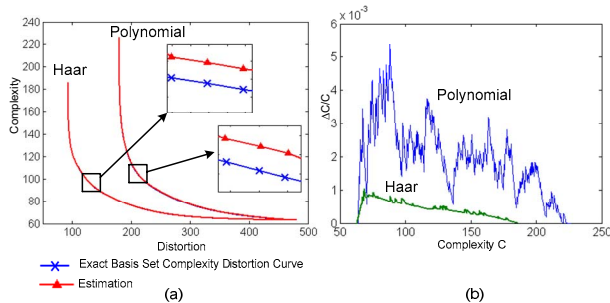 Polynomial
Haar
240
220
200
180
160
140
120
100
80
60
Complexity
100
200
300
400
500
Distortion
Exact Basis Set Complexity Distortion Curve
Estimation
(a)
6 x 10⁻³
5
4
3
2
1
0
ΔC/C
Polynomial
Haar
50
100
150
200
250
Complexity C
(b)